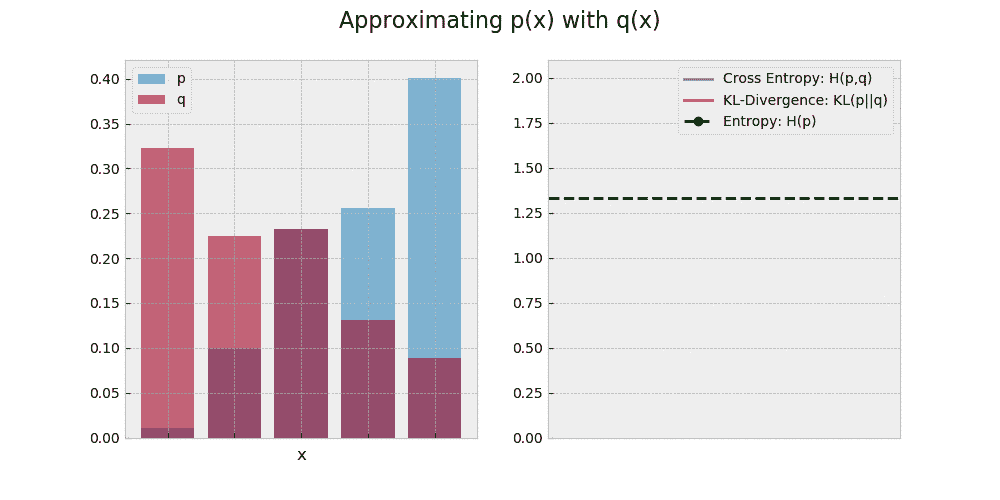 Approximating p(x) with q(x)
p
q
0.40
0.35
0.30
0.25
0.20
0.15
0.10
0.05
0.00
x
Cross Entropy: H(p,q)
KL-Divergence: KL(p||q)
Entropy: H(p)
2.00
1.75
1.50
1.25
1.00
0.75
0.50
0.25
0.00